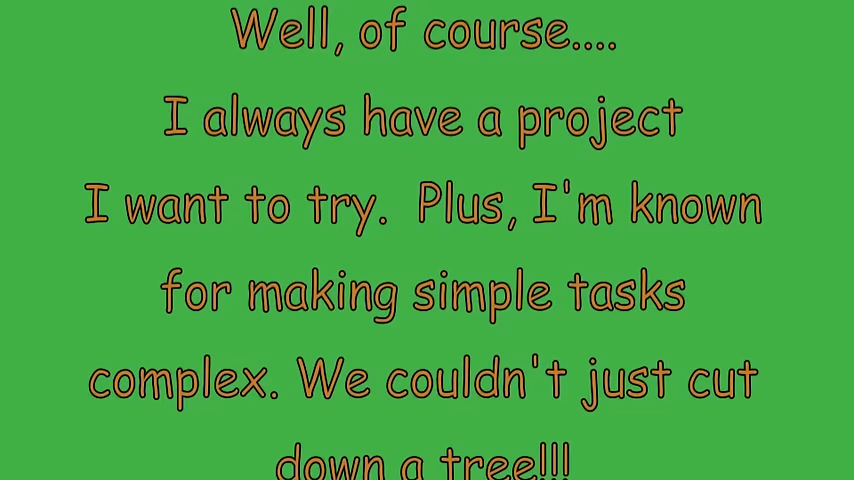 Well, of course....
I always have a project
I want to try.  Plus, I'm known
for making simple tasks
complex. We couldn't just cut
down a tree!!!